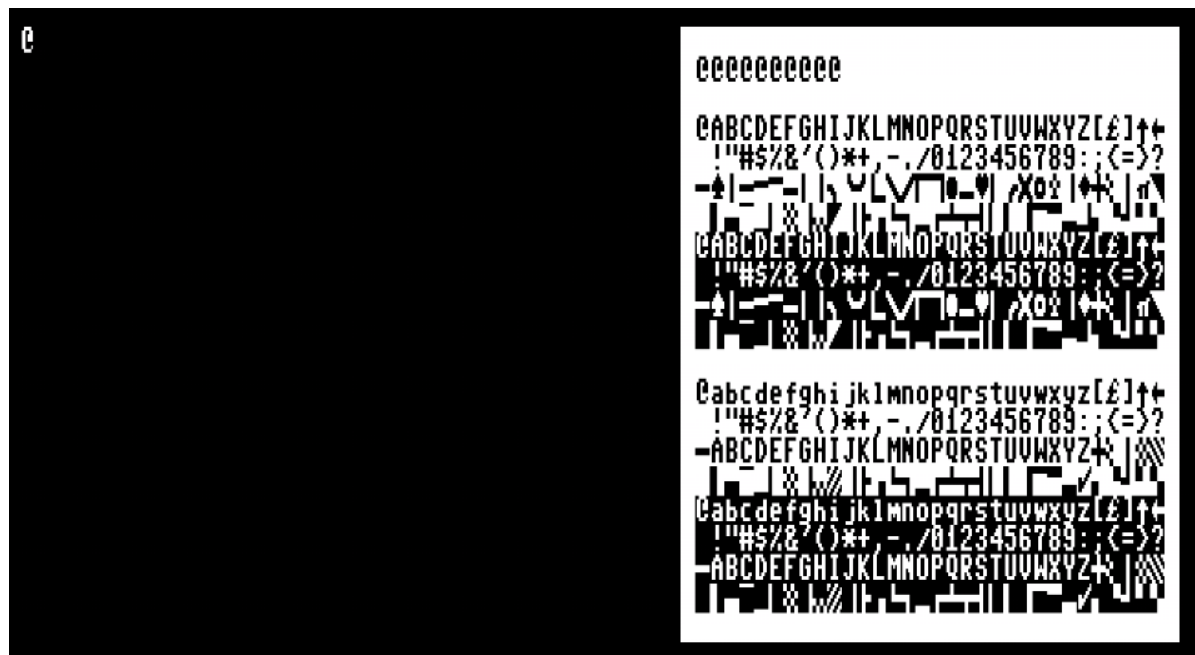 @
@@@@@@@@@@
@ABCDEFGHIJKLMNOPQRSTUVWXYZ[£]↑←
!"#$%&'()*+,-./0123456789:;<=>?
@ABCDEFGHIJKLMNOPQRSTUVWXYZ[£]↑←
!"#$%&'()*+,-./0123456789:;<=>?
@abcdefghijklmnopqrstuvwxyz[£]↑←
!"#$%&'()*+,-./0123456789:;<=>?
ABCDEFGHIJKLMNOPQRSTUVWXYZ
@abcdefghijklmnopqrstuvwxyz[£]↑←
!"#$%&'()*+,-./0123456789:;<=>?
ABCDEFGHIJKLMNOPQRSTUVWXYZ